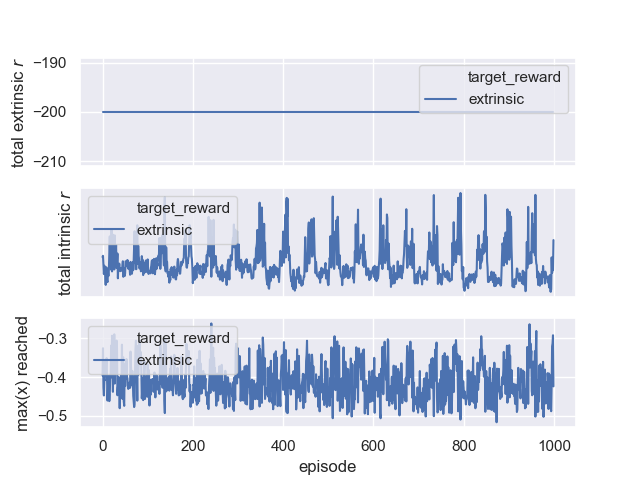 total extrinsic r
−190
−200
−210
target_reward
extrinsic
total intrinsic r
target_reward
extrinsic
max(x) reached
−0.3
−0.4
−0.5
target_reward
extrinsic
0
200
400
600
800
1000
episode